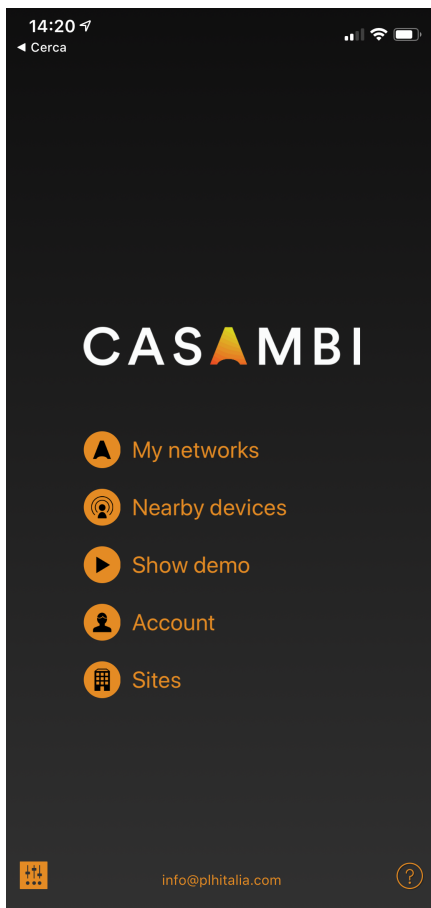 14:20
◀ Cerca
CASAMBI
My networks
Nearby devices
Show demo
Account
Sites
info@plhitalia.com
?